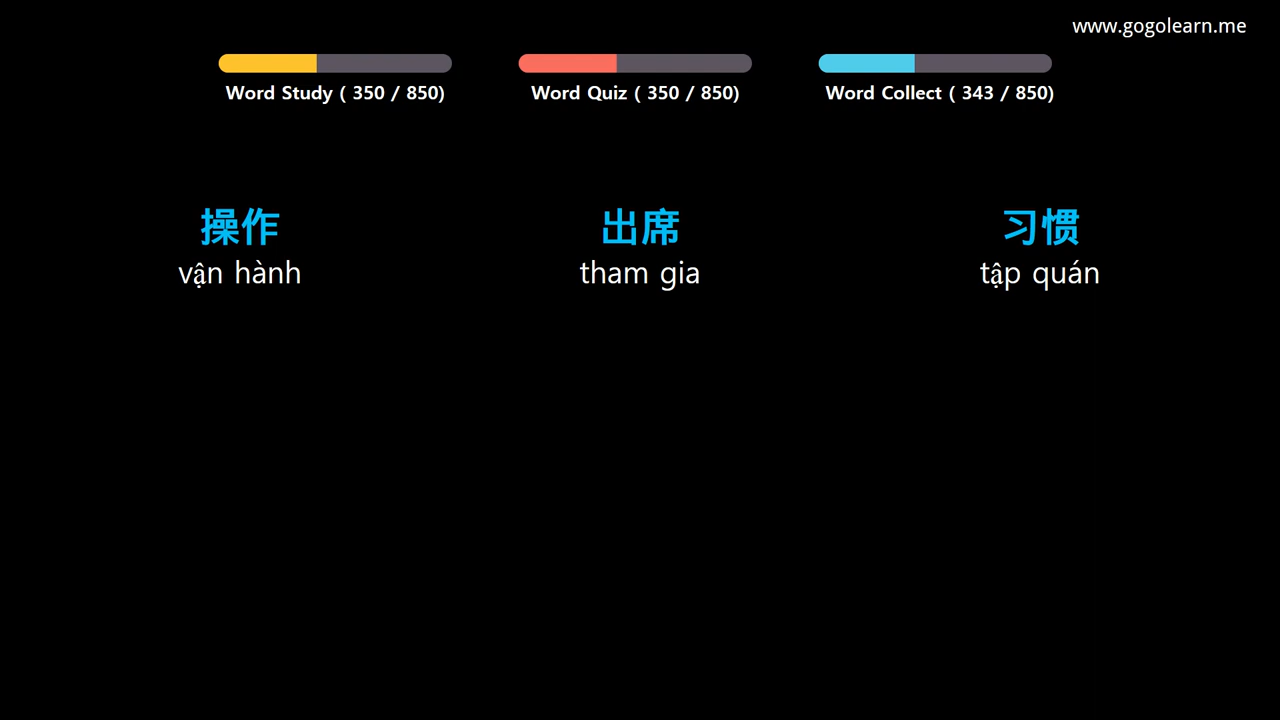 www.gogolearn.me
Word Study ( 350 / 850)
Word Quiz ( 350 / 850)
Word Collect ( 343 / 850)
操作
vận hành
出席
tham gia
习惯
tập quán